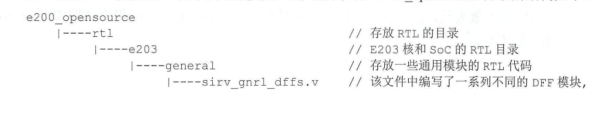 e200_opensource
|----rtl // 存放 RTL 的目录
|----e203 // E203 核和 SoC 的 RTL 目录
|----general // 存放一些通用模块的 RTL 代码
|----sirv_gnrl_dffs.v // 该文件中编写了一系列不同的 DFF 模块,